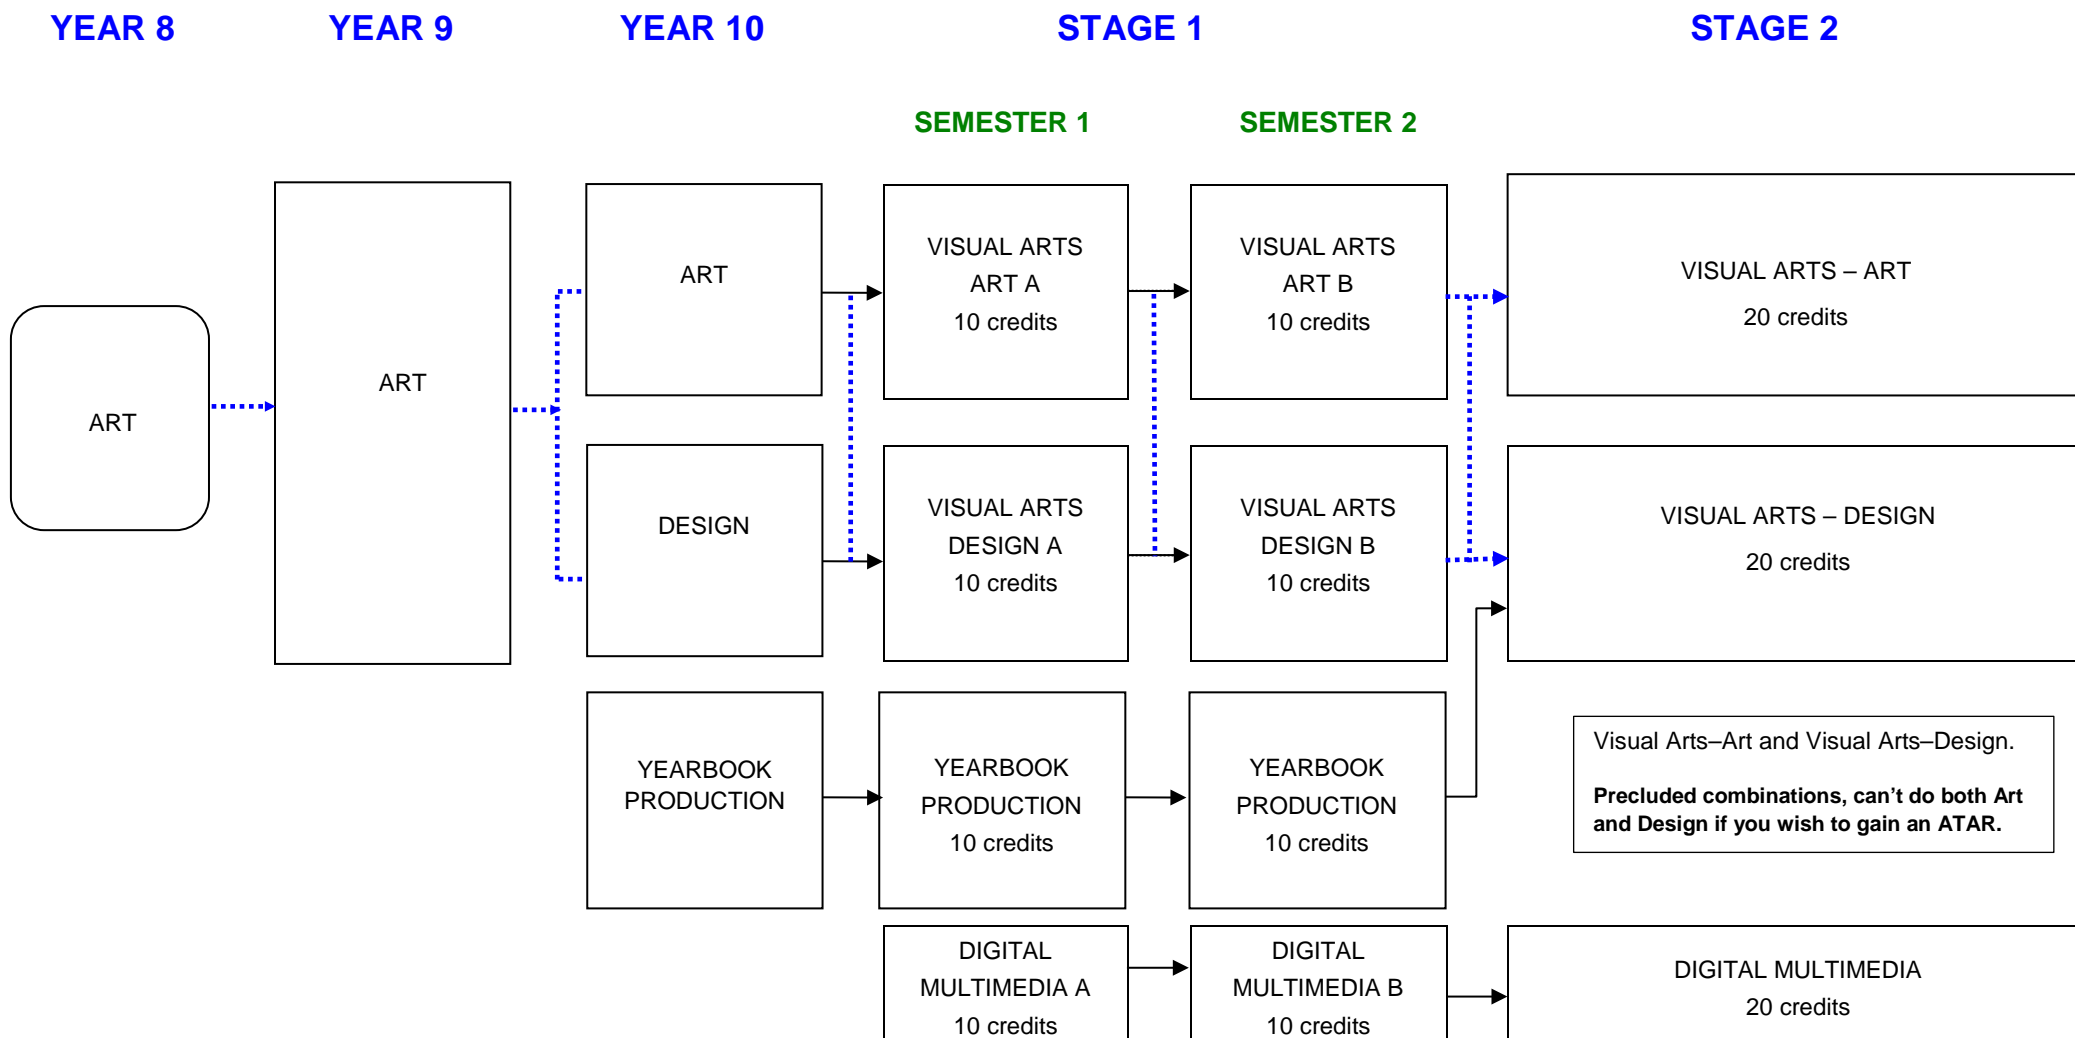 YEAR 8
YEAR 9
YEAR 10
STAGE 1
STAGE 2
SEMESTER 1
SEMESTER 2
ART
ART
ART
VISUAL ARTS
ART A
10 credits
VISUAL ARTS
ART B
10 credits
VISUAL ARTS – ART
20 credits
DESIGN
VISUAL ARTS
DESIGN A
10 credits
VISUAL ARTS
DESIGN B
10 credits
VISUAL ARTS – DESIGN
20 credits
YEARBOOK
PRODUCTION
YEARBOOK
PRODUCTION
10 credits
YEARBOOK
PRODUCTION
10 credits
Visual Arts–Art and Visual Arts–Design.
Precluded combinations, can’t do both Art
and Design if you wish to gain an ATAR.
DIGITAL
MULTIMEDIA A
10 credits
DIGITAL
MULTIMEDIA B
10 credits
DIGITAL MULTIMEDIA
20 credits